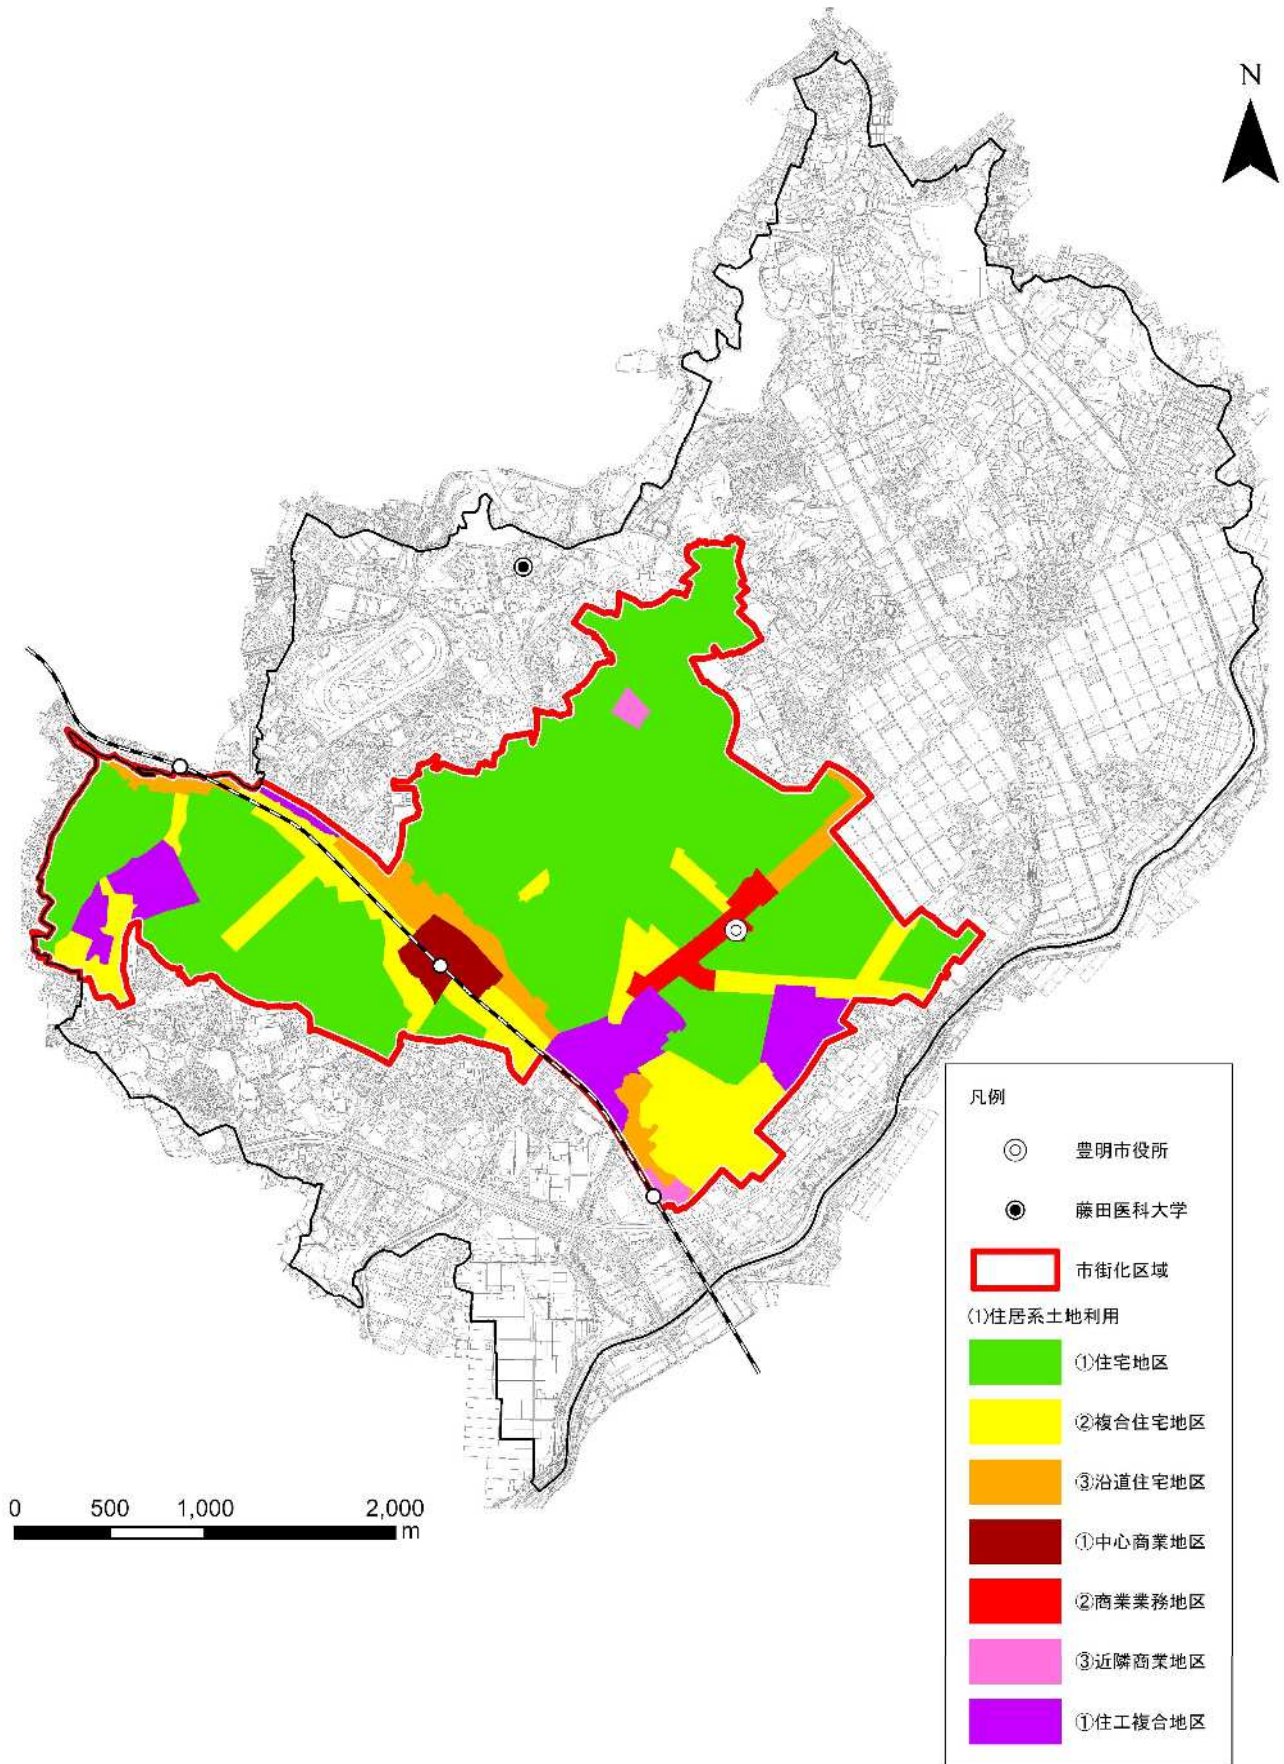 N
凡例
豊明市役所
藤田医科大学
市街化区域
(1)住居系土地利用
①住宅地区
②複合住宅地区
③沿道住宅地区
①中心商業地区
②商業業務地区
③近隣商業地区
①住工複合地区
0 500 1,000 2,000
m